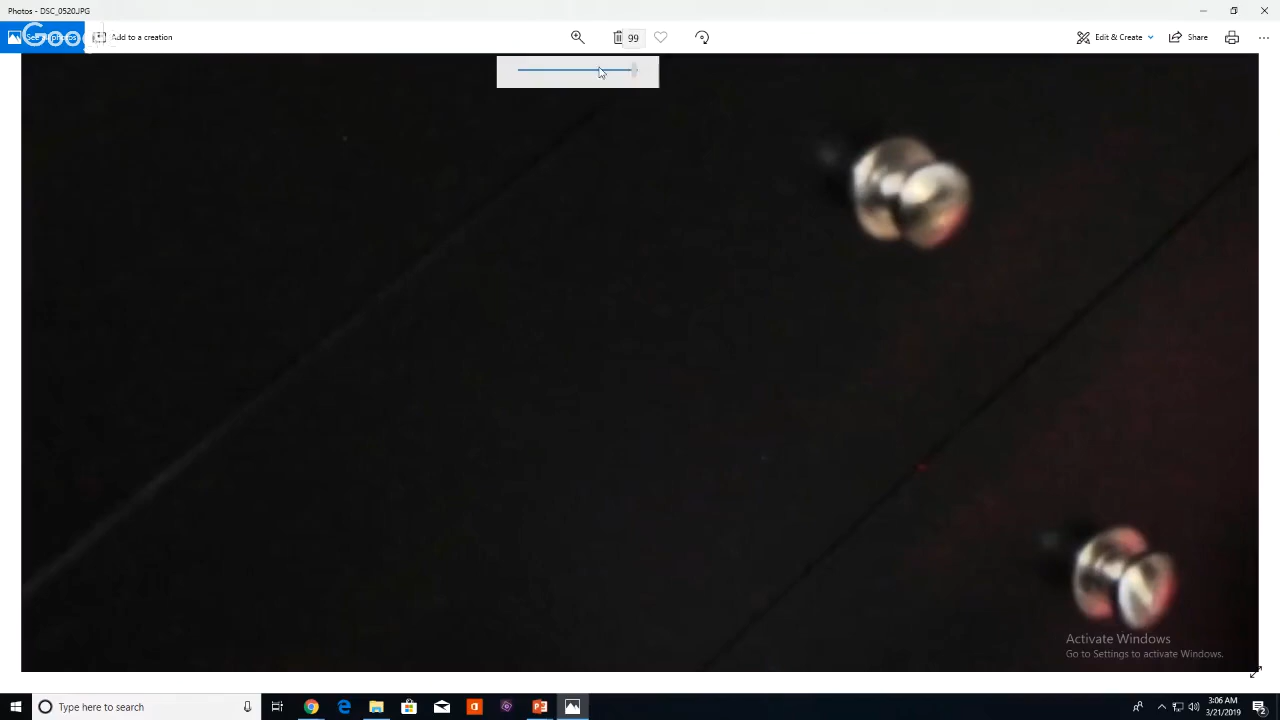 Photos - DSC_0520.JPG
Add to a creation
99
Edit & Create
Share
Activate Windows
Go to Settings to activate Windows.
Type here to search
3:06 AM
3/21/2019
2